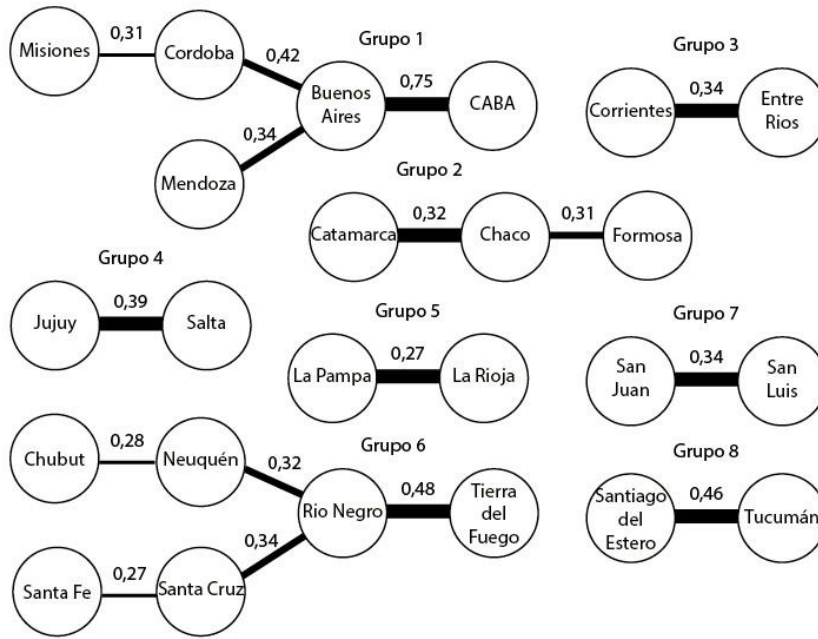 Grupo 1
Misiones
0,31
Cordoba
0,42
Buenos
Aires
0,75
CABA
0,34
Mendoza
Grupo 3
Corrientes
0,34
Entre
Rios
Grupo 2
Catamarca
0,32
Chaco
0,31
Formosa
Grupo 4
Jujuy
0,39
Salta
Grupo 5
La Pampa
0,27
La Rioja
Grupo 7
San
Juan
0,34
San
Luis
Grupo 6
Chubut
0,28
Neuquén
0,32
Rio Negro
0,48
Tierra
del
Fuego
0,34
Santa Fe
0,27
Santa Cruz
Grupo 8
Santiago
del
Estero
0,46
Tucumán